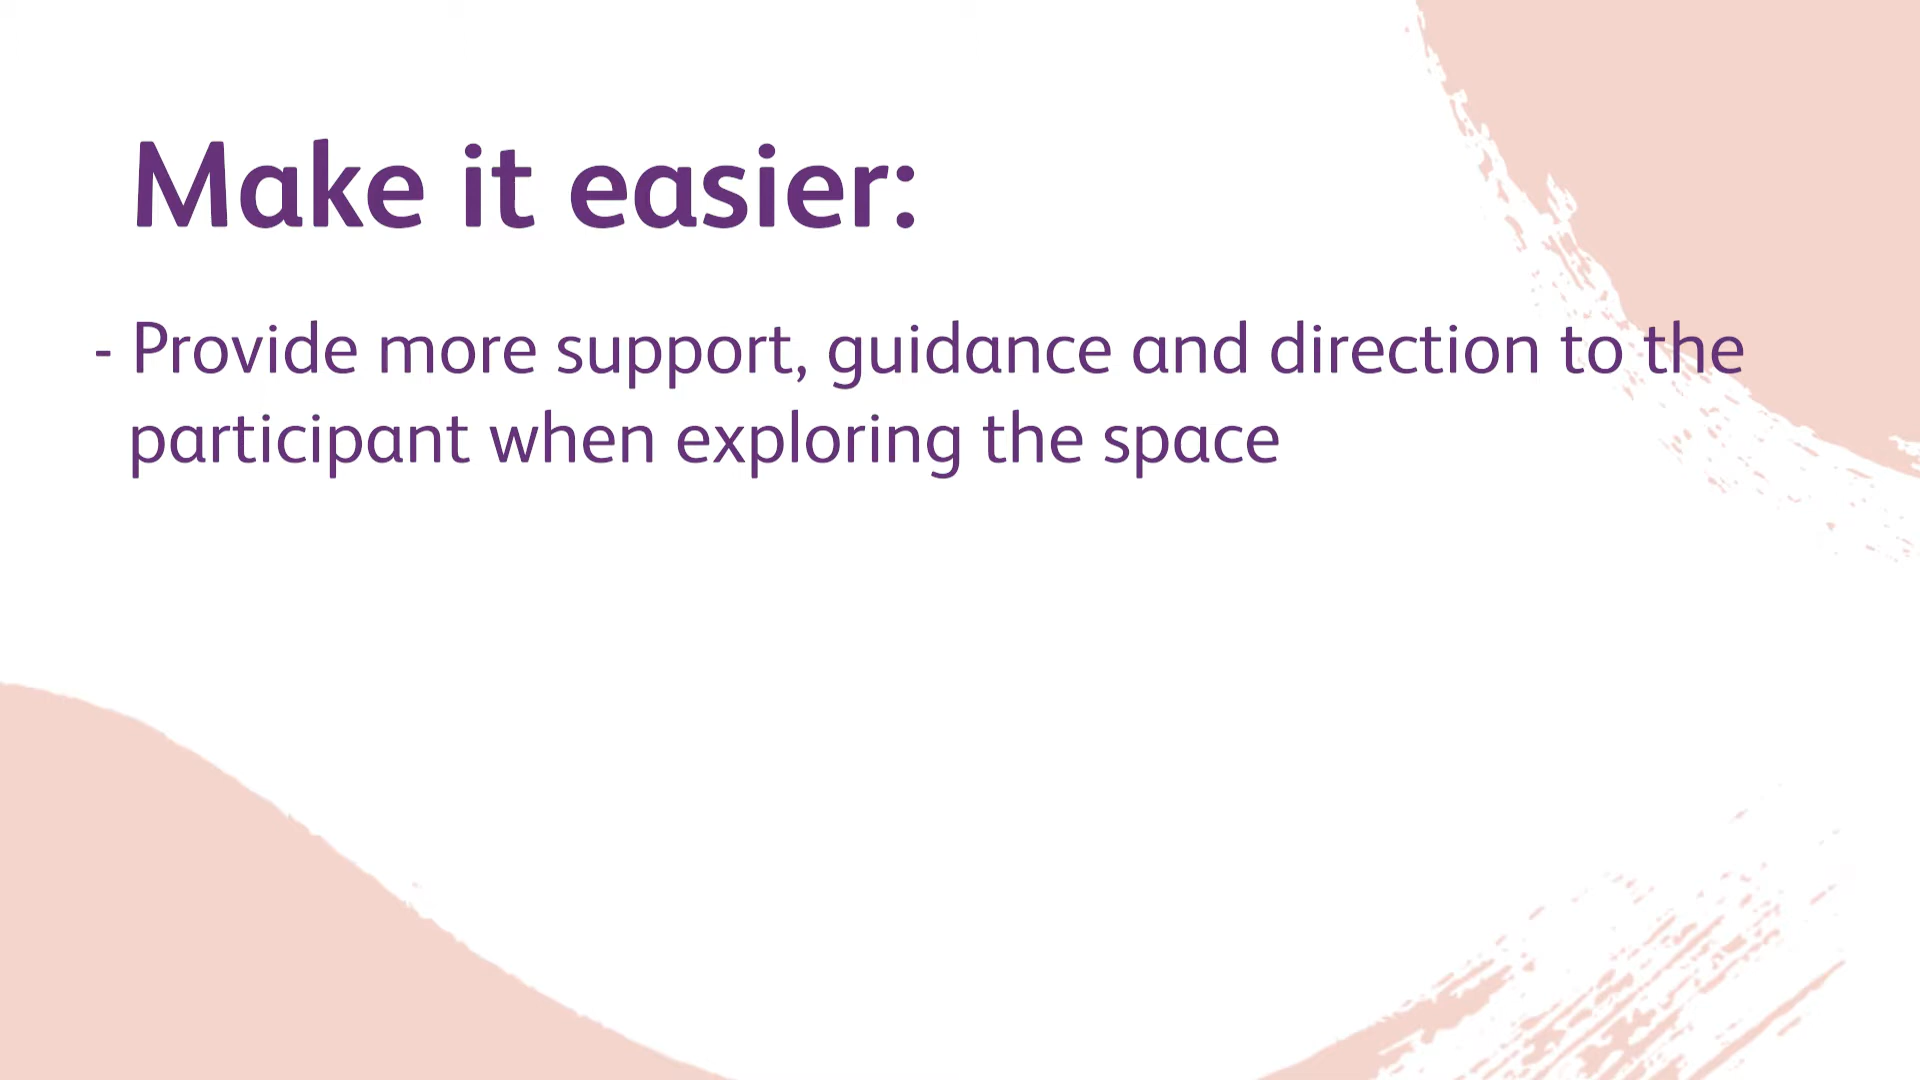 Make it easier:
- Provide more support, guidance and direction to the
participant when exploring the space